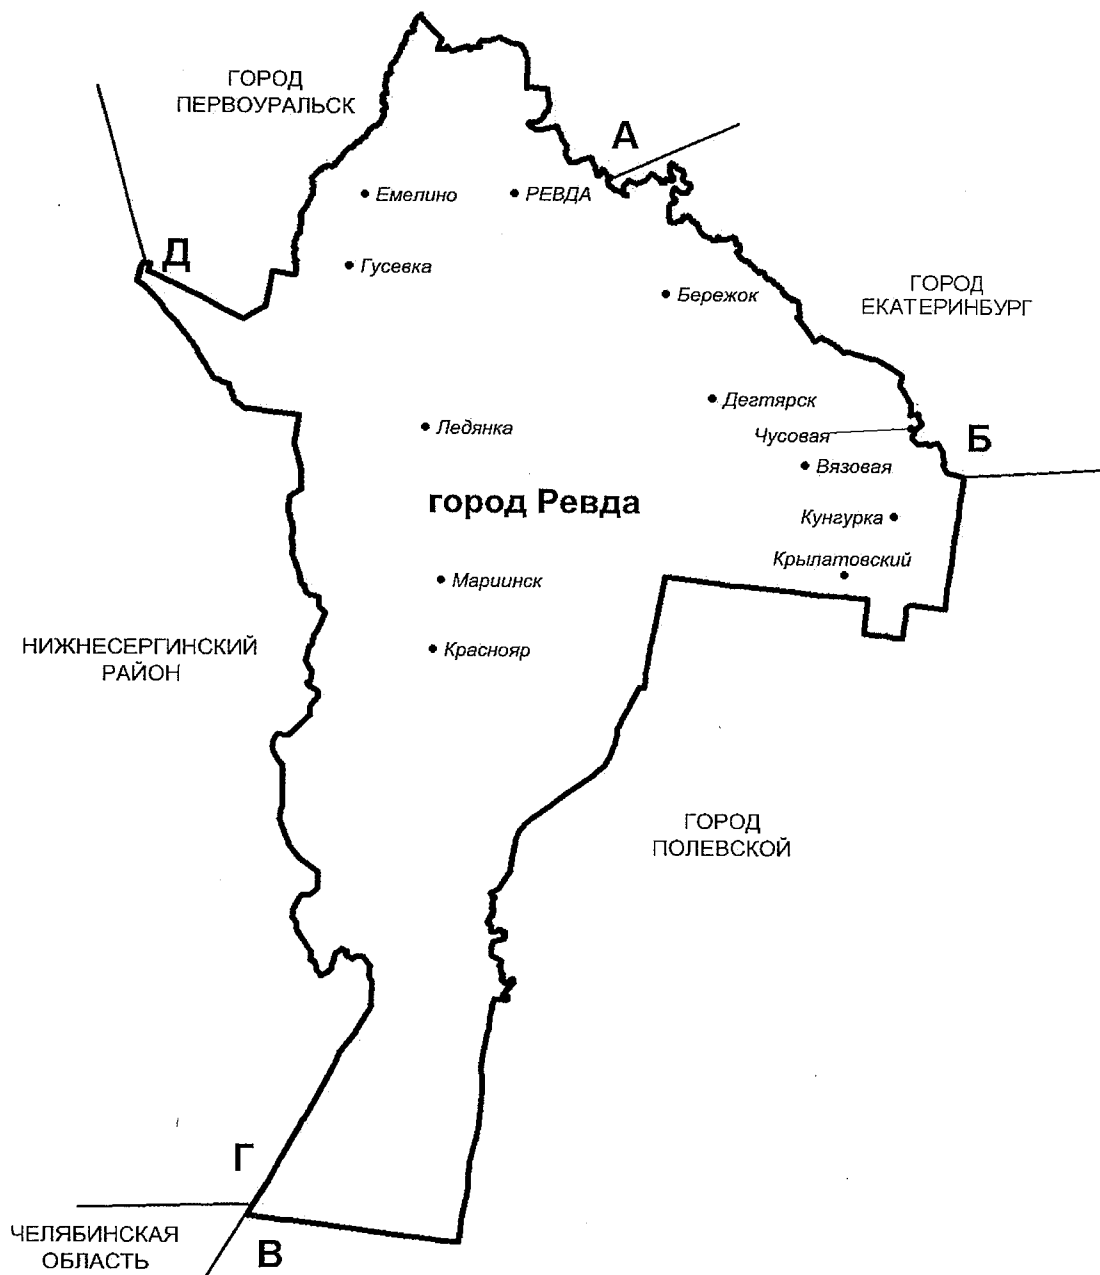 ГОРОД
ПЕРВОУРАЛЬСК
А
Емелино
РЕВДА
Д
Гусевка
Бережок
ГОРОД
ЕКАТЕРИНБУРГ
Дегтярск
Ледянка
Чусовая
Б
Вязовая
город Ревда
Кунгурка
Крылатовский
Мариинск
НИЖНЕСЕРГИНСКИЙ
РАЙОН
Краснояр
ГОРОД
ПОЛЕВСКОЙ
Г
ЧЕЛЯБИНСКАЯ
ОБЛАСТЬ
В